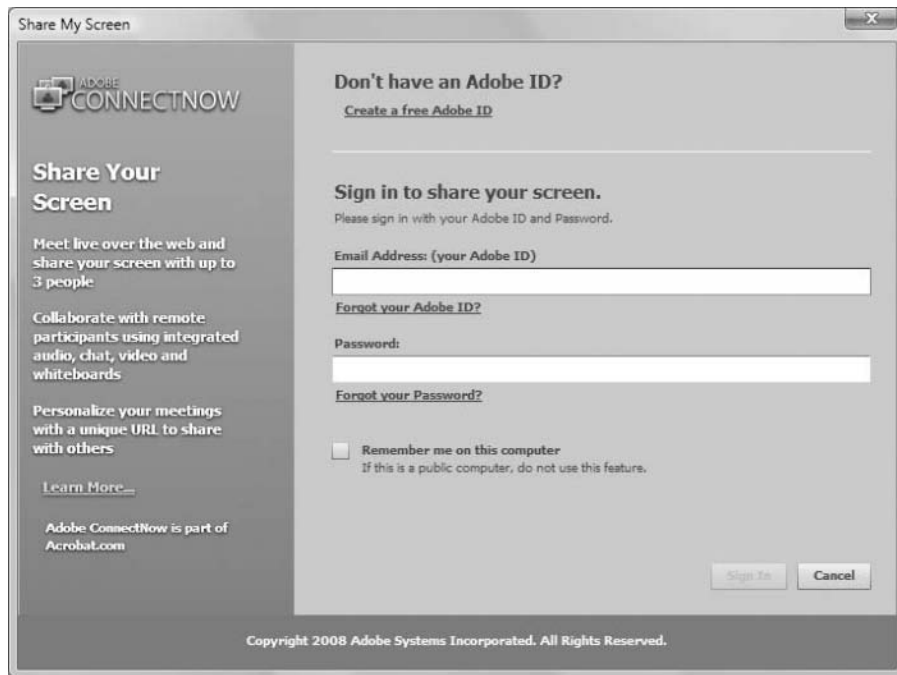 Share My Screen
ADOBE
CONNECTNOW
Share Your
Screen
Meet live over the web and
share your screen with up to
3 people
Collaborate with remote
participants using integrated
audio, chat, video and
whiteboards
Personalize your meetings
with a unique URL to share
with others
Learn More...
Adobe ConnectNow is part of
Acrobat.com
Don't have an Adobe ID?
Create a free Adobe ID
Sign in to share your screen.
Please sign in with your Adobe ID and Password.
Email Address: (your Adobe ID)
Forgot your Adobe ID?
Password:
Forgot your Password?
Remember me on this computer
If this is a public computer, do not use this feature.
Sign In
Cancel
Copyright 2008 Adobe Systems Incorporated. All Rights Reserved.